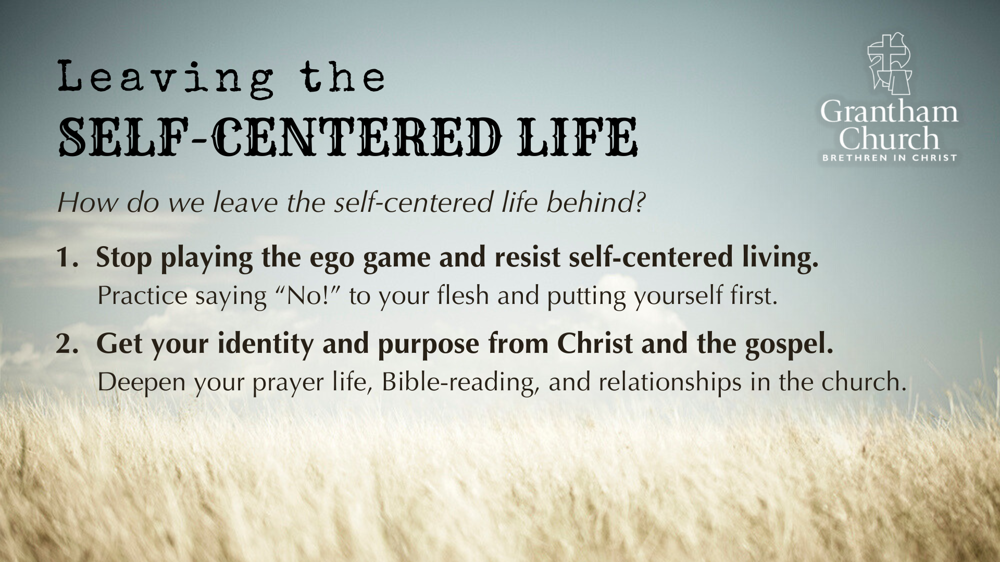 Leaving the
SELF-CENTERED LIFE
Grantham
Church
BRETHREN IN CHRIST
How do we leave the self-centered life behind?
1. Stop playing the ego game and resist self-centered living.
Practice saying “No!” to your flesh and putting yourself first.
2. Get your identity and purpose from Christ and the gospel.
Deepen your prayer life, Bible-reading, and relationships in the church.